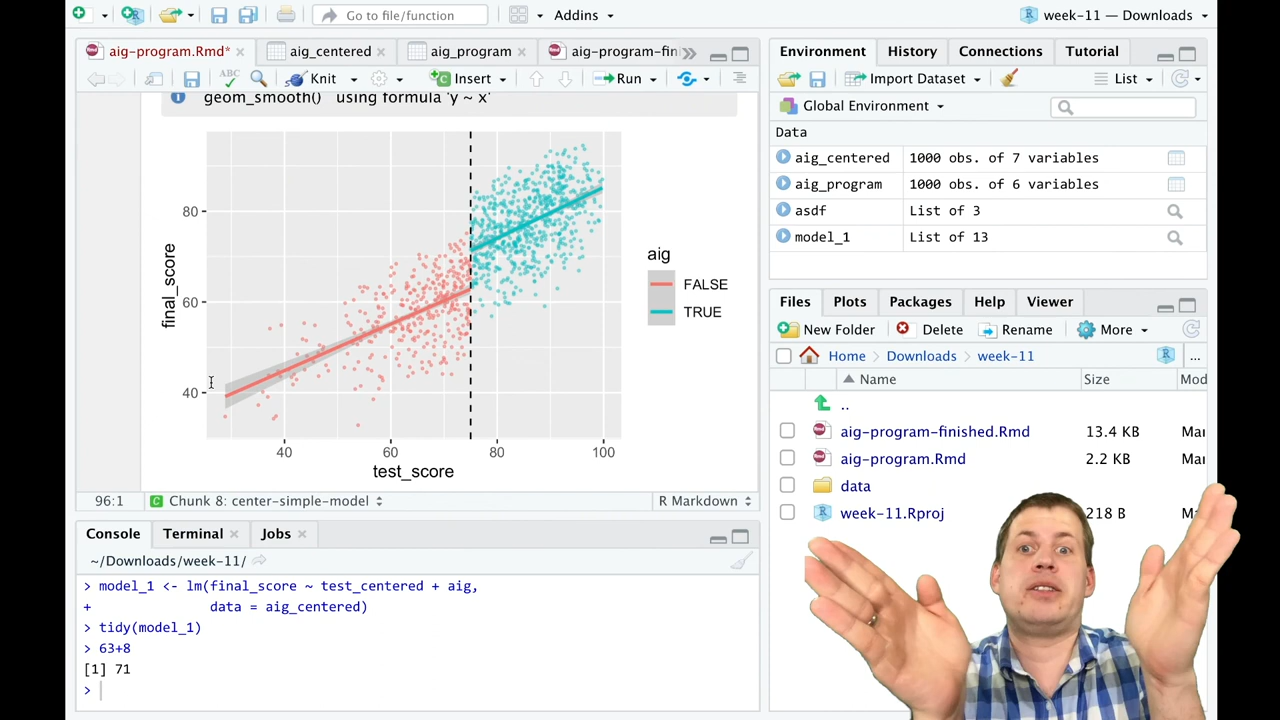 Go to file/function
Addins
week-11 — Downloads
aig-program.Rmd*
aig_centered
aig_program
aig-program-fin
ABC
Knit
Insert
Run
geom_smooth() using formula 'y ~ x'
final_score
80
60
40
40
60
80
100
test_score
aig
FALSE
TRUE
96:1
Chunk 8: center-simple-model
R Markdown
Console
Terminal
Jobs
~/Downloads/week-11/
> model_1 <- lm(final_score ~ test_centered + aig,
+ data = aig_centered)
> tidy(model_1)
> 63+8
[1] 71
>
Environment
History
Connections
Tutorial
Import Dataset
List
Global Environment
Data
aig_centered 1000 obs. of 7 variables
aig_program 1000 obs. of 6 variables
asdf List of 3
model_1 List of 13
Files
Plots
Packages
Help
Viewer
New Folder
Delete
Rename
More
Home
Downloads
week-11
...
Name
Size
Mod
..
aig-program-finished.Rmd 13.4 KB Mar
aig-program.Rmd 2.2 KB Mar
data
week-11.Rproj 218 B